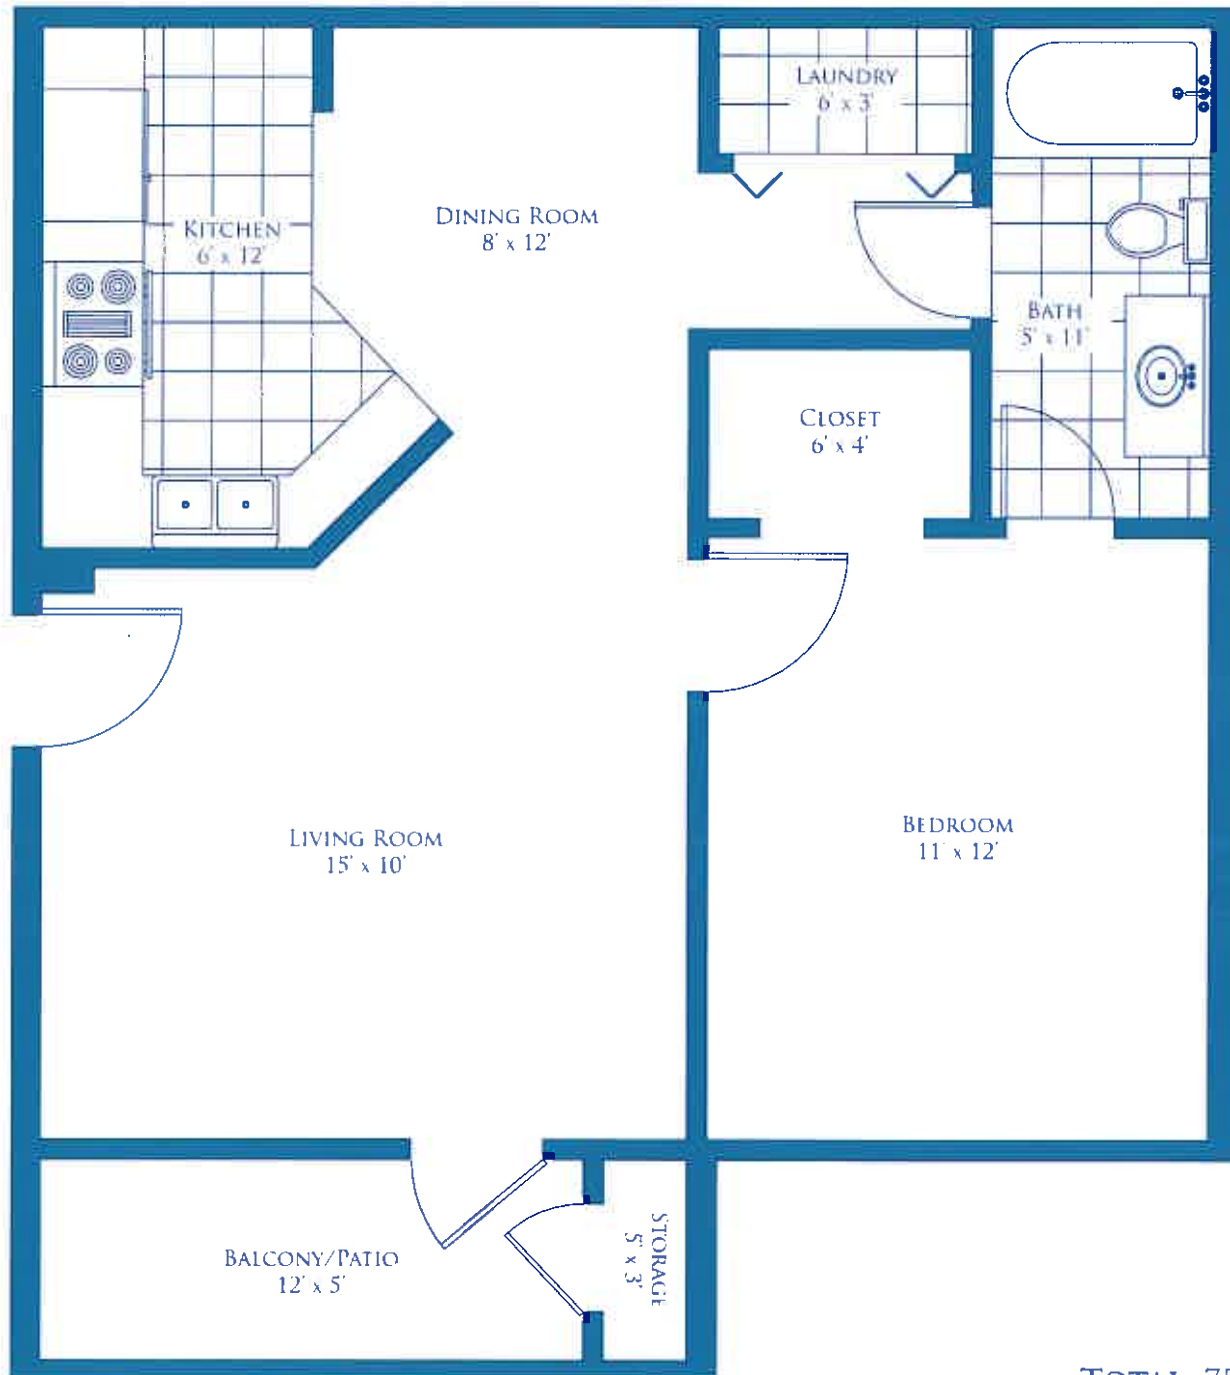 LAUNDRY
6' x 3'
DINING ROOM
8' x 12'
KITCHEN
6' x 12'
BATH
5' x 11'
CLOSET
6' x 4'
LIVING ROOM
15' x 10'
BEDROOM
11' x 12'
BALCONY/PATIO
12' x 5'
STORAGE
5' x 3'